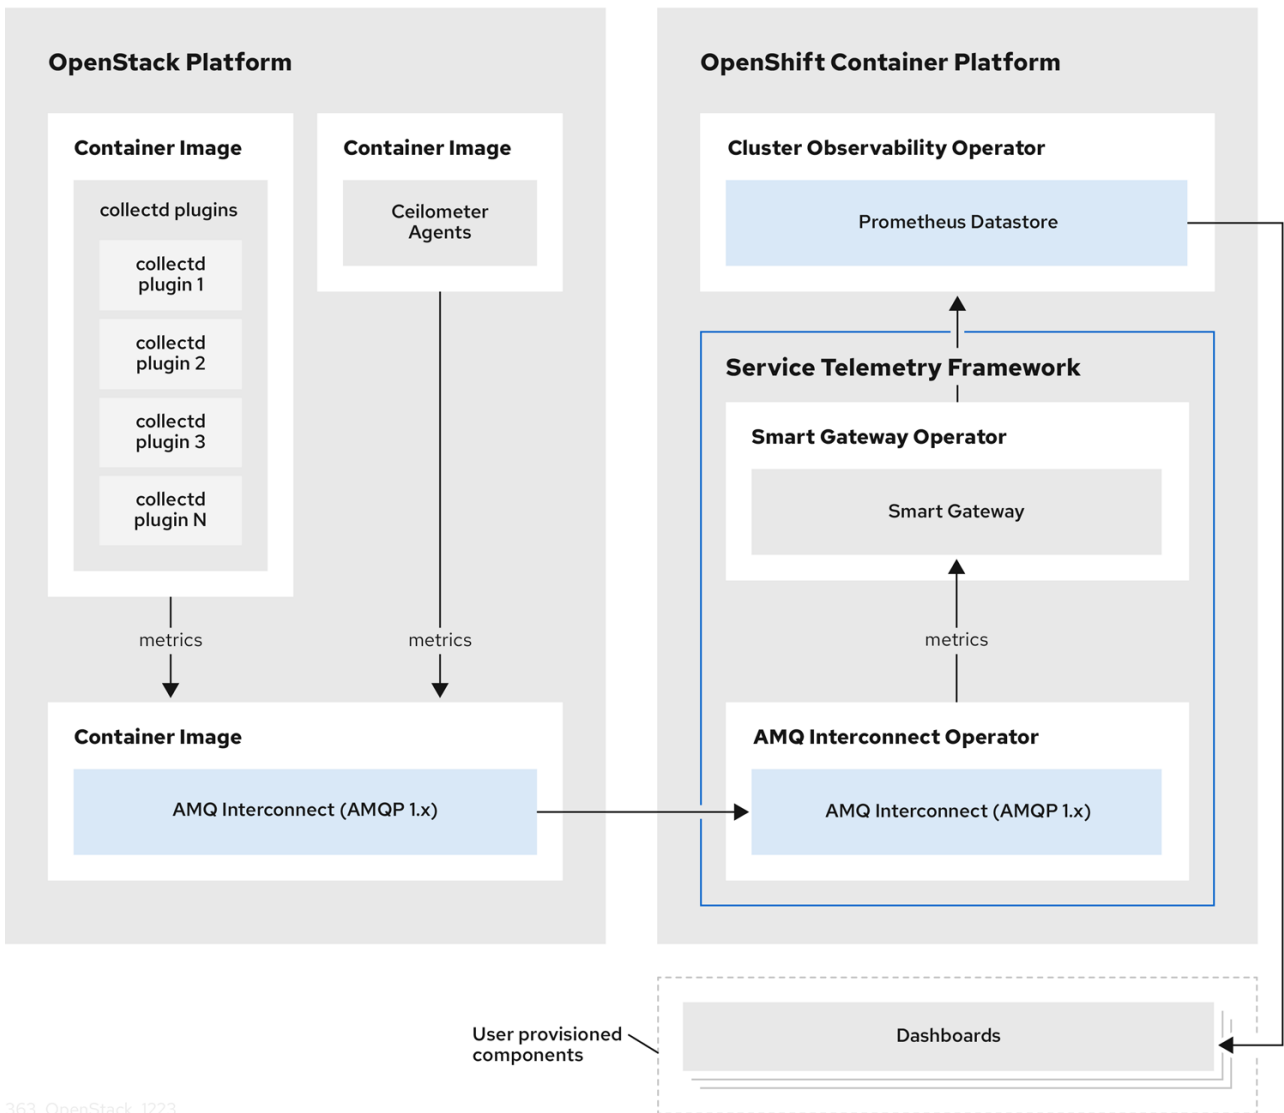 OpenStack Platform
Container Image
collectd plugins
collectd
plugin 1
collectd
plugin 2
collectd
plugin 3
collectd
plugin N
Container Image
Ceilometer
Agents
metrics
metrics
Container Image
AMQ Interconnect (AMQP 1.x)
OpenShift Container Platform
Cluster Observability Operator
Prometheus Datastore
Service Telemetry Framework
Smart Gateway Operator
Smart Gateway
metrics
AMQ Interconnect Operator
AMQ Interconnect (AMQP 1.x)
User provisioned
components
Dashboards
363_OpenStack_1223